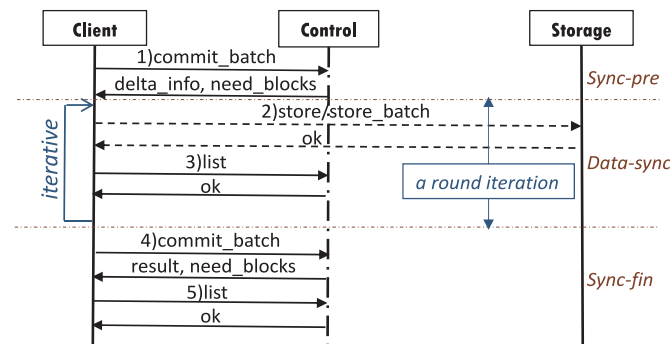 Client
Control
Storage
1)commit_batch
delta_info, need_blocks
Sync-pre
2)store/store_batch
ok
iterative
3)list
a round iteration
Data-sync
ok
4)commit_batch
result, need_blocks
Sync-fin
5)list
ok